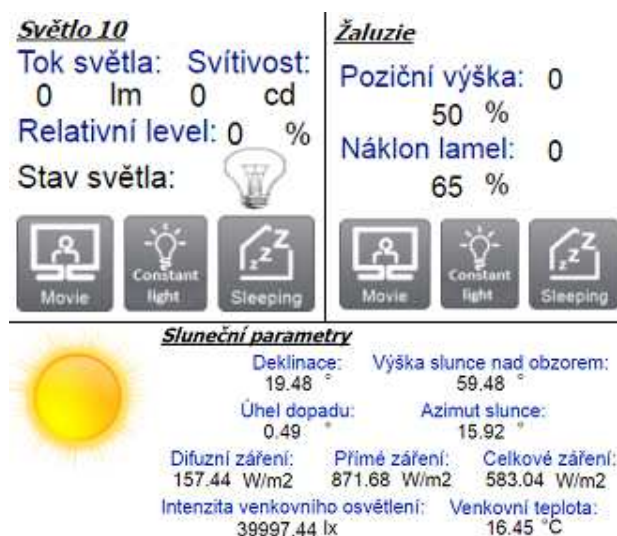 Světlo 10
Tok světla: Svítivost:
0 lm 0 cd
Relativní level: 0 %
Stav světla:
Movie
Constant
light
zzZ
Sleeping
Žaluzie
Poziční výška: 0
50 %
Náklon lamel: 0
65 %
Movie
Constant
light
zzZ
Sleeping
Sluneční parametry
Deklinace: Výška slunce nad obzorem:
19.48 ° 59.48 °
Úhel dopadu: Azimut slunce:
0.49 ° 15.92 °
Difuzní záření: Přímé záření: Celkové záření:
157.44 W/m2 871.68 W/m2 583.04 W/m2
Intenzita venkovního osvětlení: Venkovní teplota:
39997.44 lx 16.45 °C